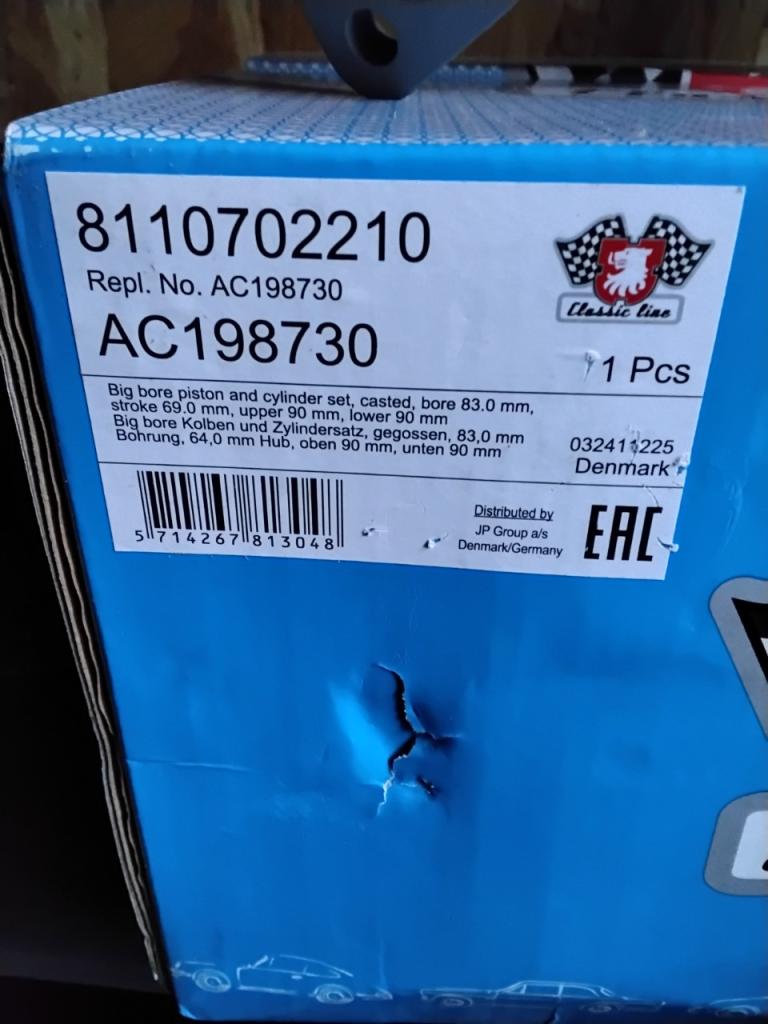 8110702210
Repl. No. AC198730
AC198730
Classic line
1 Pcs
Big bore piston and cylinder set, casted, bore 83.0 mm,
stroke 69.0 mm, upper 90 mm, lower 90 mm
Big bore Kolben und Zylindersatz, gegossen, 83,0 mm
Bohrung, 64,0 mm Hub, oben 90 mm, unten 90 mm
032411225
Denmark
5 714267 813048
Distributed by
JP Group a/s
Denmark/Germany
EAC